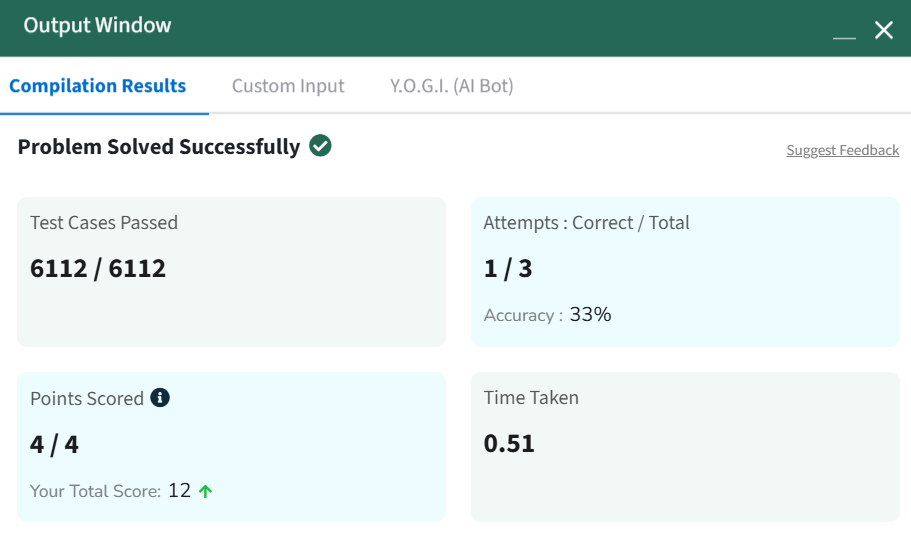 Output Window
Compilation Results
Custom Input
Y.O.G.I. (AI Bot)
Problem Solved Successfully
Suggest Feedback
Test Cases Passed
6112 / 6112
Attempts : Correct / Total
1 / 3
Accuracy : 33%
Points Scored
4 / 4
Your Total Score: 12
Time Taken
0.51